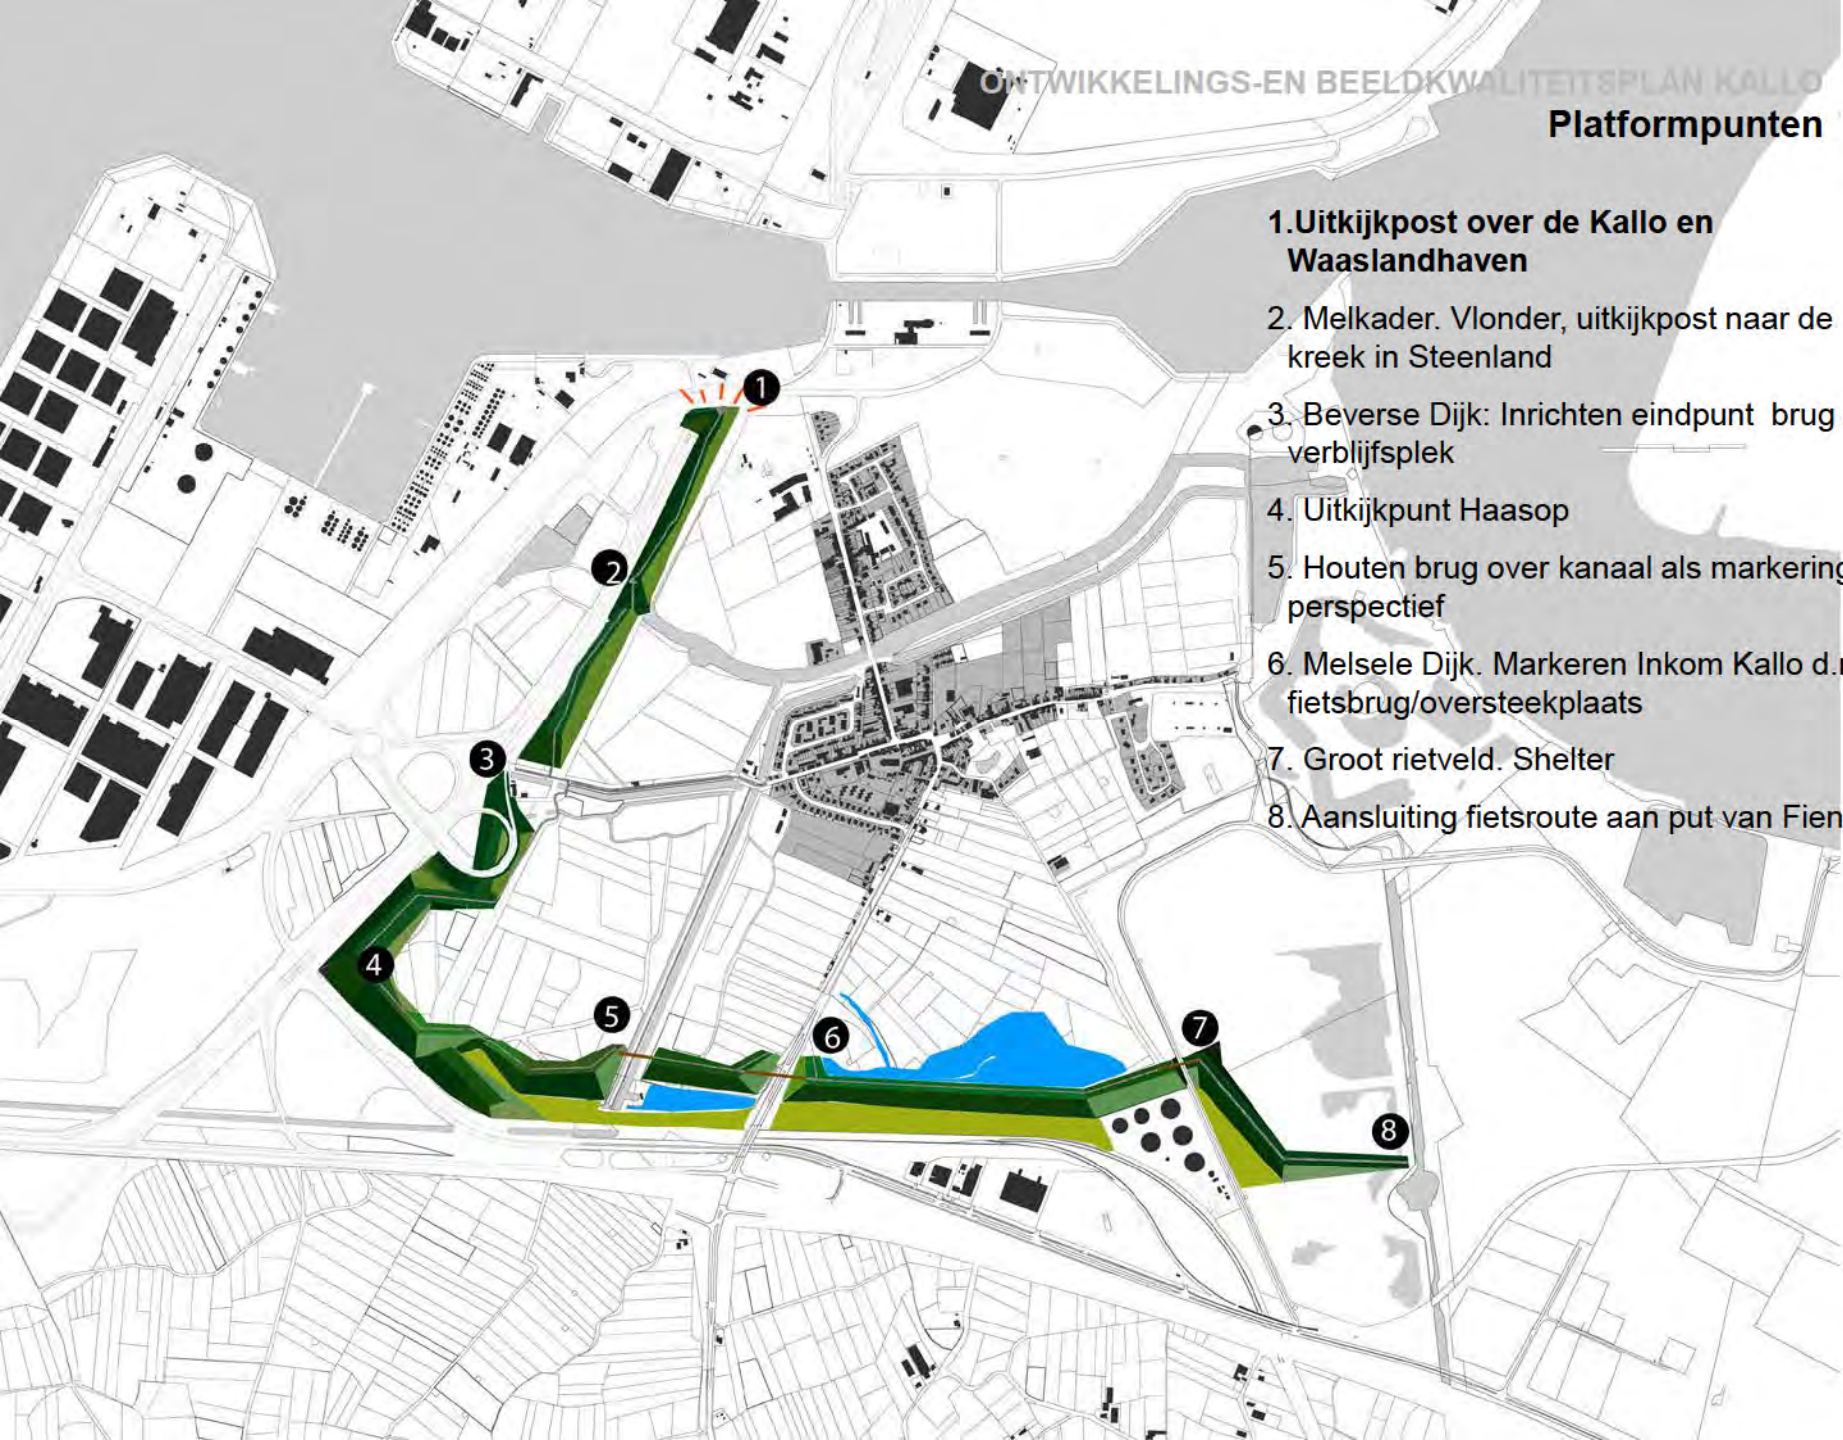 ONTWIKKELINGS-EN BEELDKWALITEITSPLAN KALLO
Platformpunten
1.Uitkijkpost over de Kallo en
Waaslandhaven
2. Melkader. Vlonder, uitkijkpost naar de
kreek in Steenland
3. Beverse Dijk: Inrichten eindpunt brug
verblijfsplek
4. Uitkijkpunt Haasop
5. Houten brug over kanaal als markering
perspectief
6. Melsele Dijk. Markeren Inkom Kallo
fietsbrug/oversteekplaats
7. Groot rietveld. Shelter
8. Aansluiting fietsroute aan put van Fien
1
2
3
4
5
6
7
8